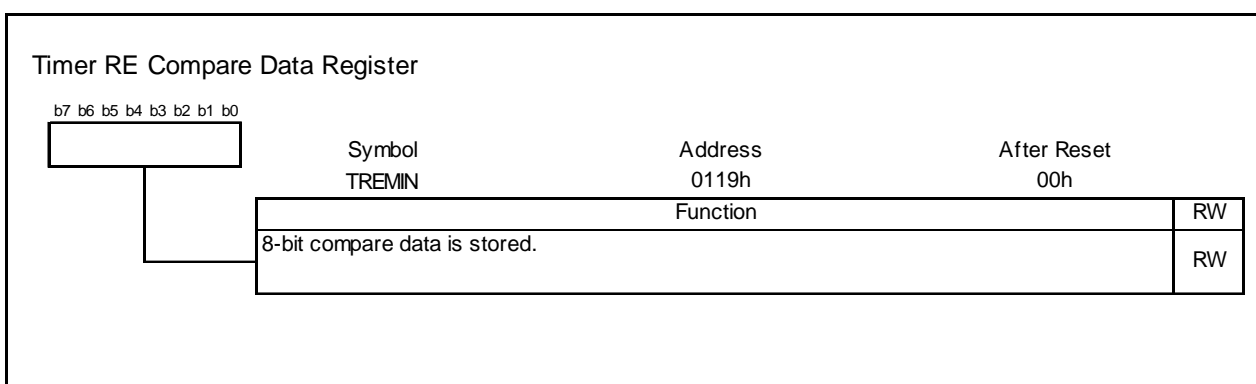 Timer RE Compare Data Register
b7 b6 b5 b4 b3 b2 b1 b0
Symbol Address After Reset
TREMIN 0119h 00h
Function RW
8-bit compare data is stored. RW